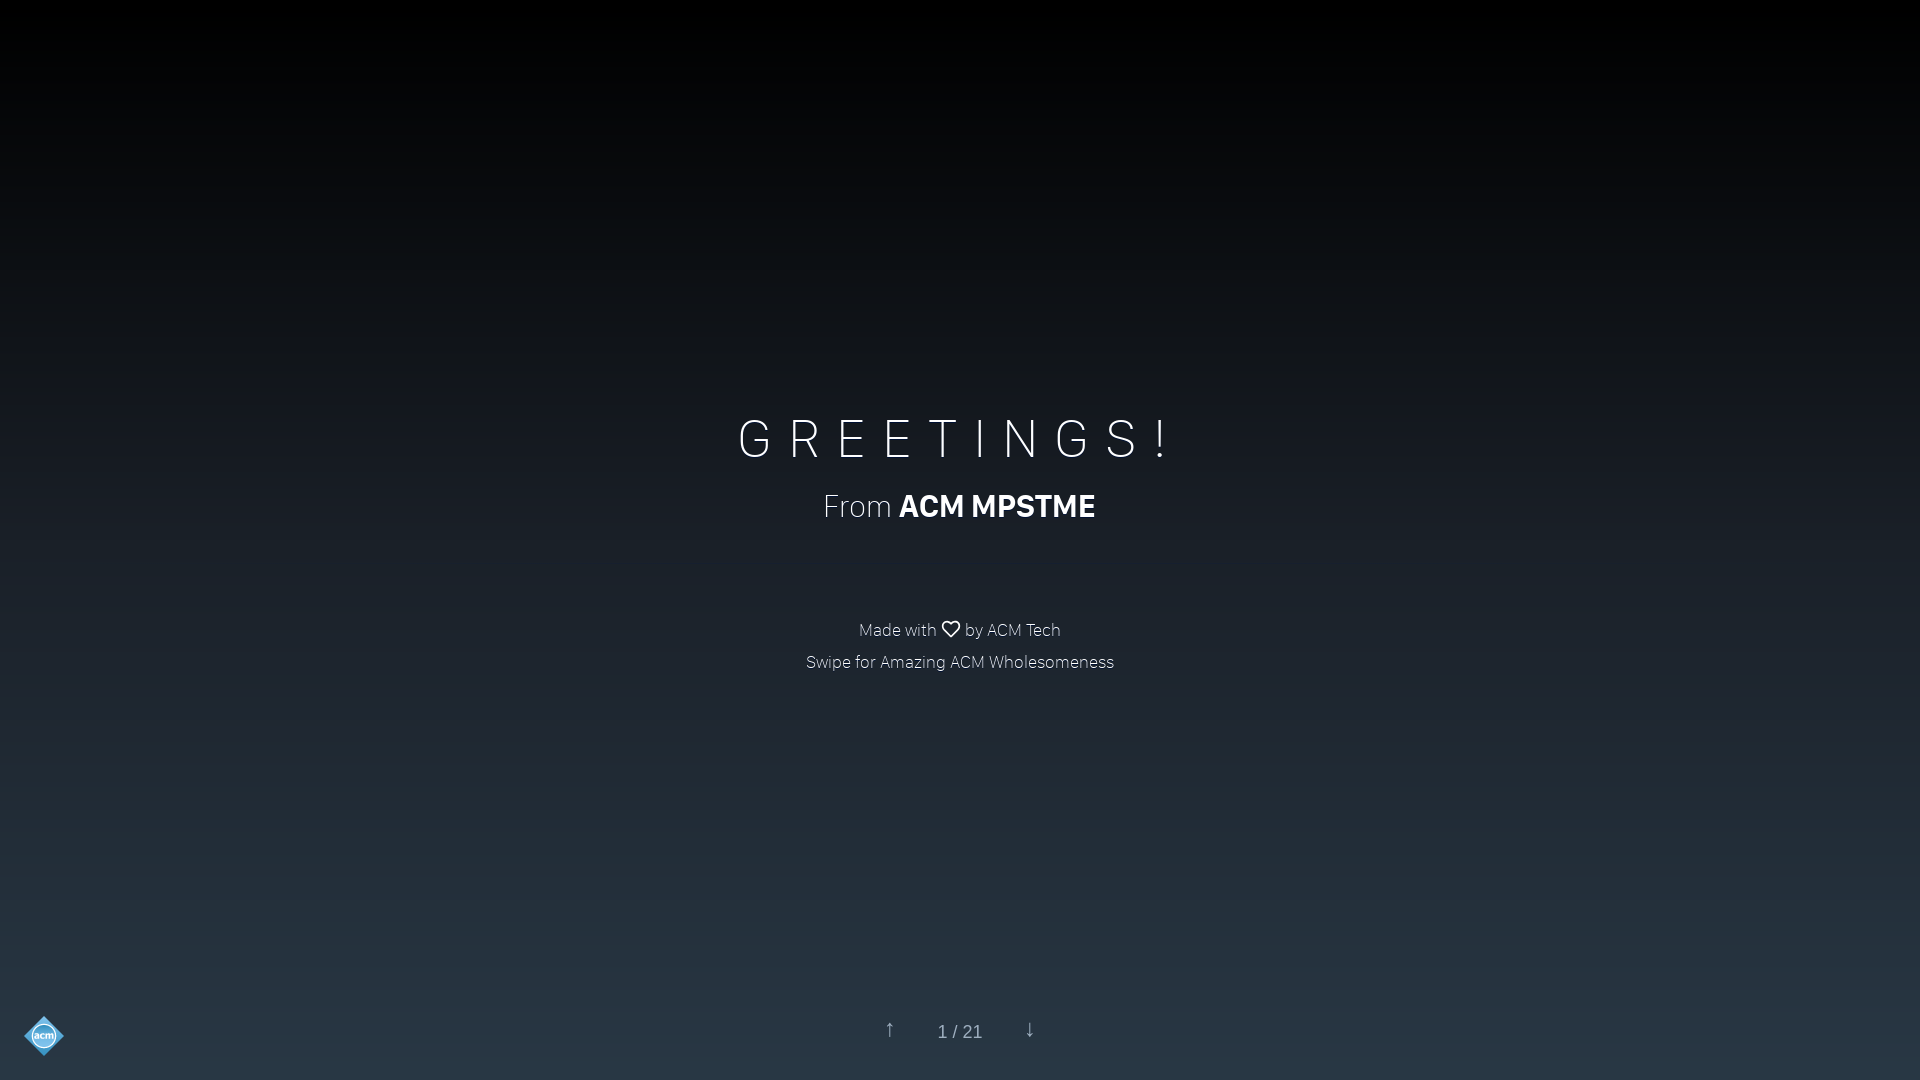 GREETINGS!
From ACM MPSTME
Made with ♡ by ACM Tech
Swipe for Amazing ACM Wholesomeness
acm
↑ 1 / 21 ↓